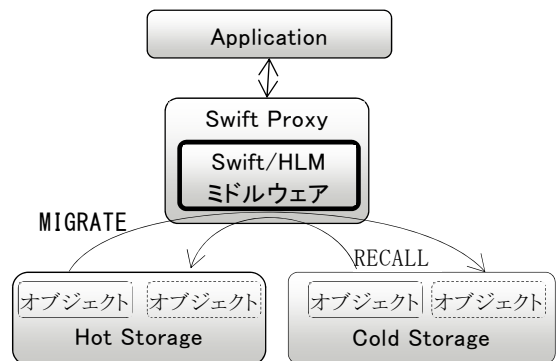 Application
Swift Proxy
Swift/HLM
ミドルウェア
MIGRATE
RECALL
オブジェクト オブジェクト
Hot Storage
オブジェクト オブジェクト
Cold Storage